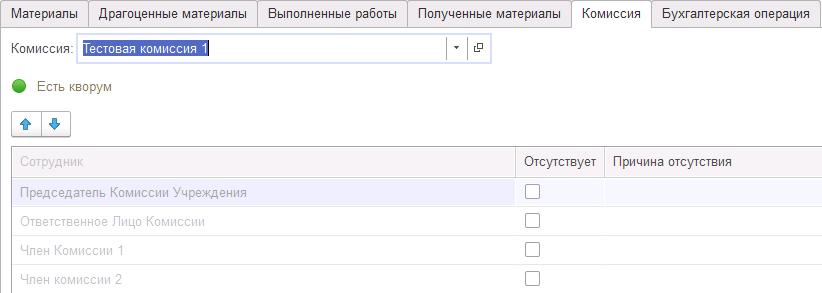 Материалы Драгоценные материалы Выполненные работы Полученные материалы Комиссия Бухгалтерская операция
Комиссия: Тестовая комиссия 1
Есть кворум
Сотрудник Отсутствует Причина отсутствия
Председатель Комиссии Учреждения
Ответственное Лицо Комиссии
Член Комиссии 1
Член комиссии 2